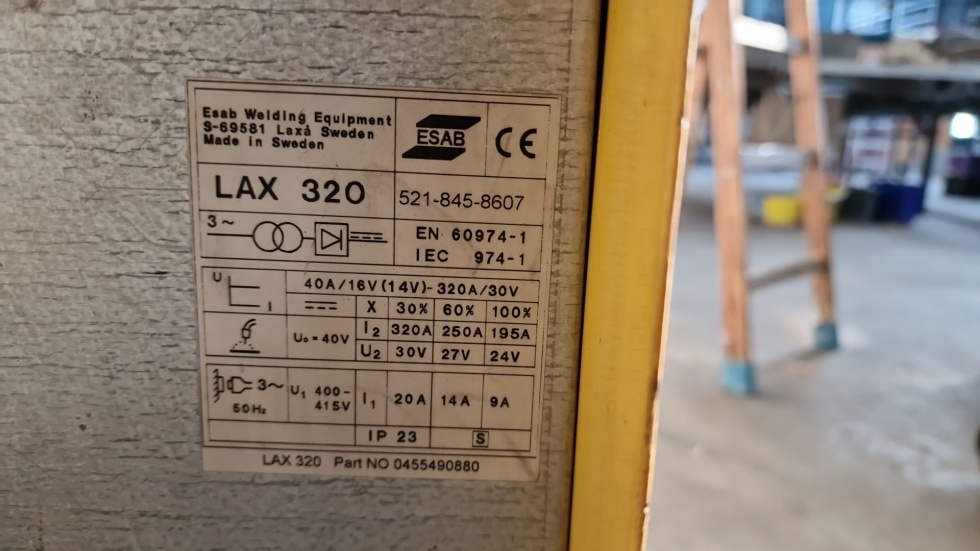 Esab Welding Equipment
S-69581 Laxå Sweden
Made in Sweden
ESAB
CE
LAX 320
521-845-8607
3~
EN 60974-1
IEC 974-1
U
I
40A/16V(14V)-320A/30V
X 30% 60% 100%
U₀=40V
I₂ 320A 250A 195A
U₂ 30V 27V 24V
3~
50Hz
U₁ 400-
415V
I₁ 20A 14A 9A
IP 23
S
LAX 320 Part NO 0455490880